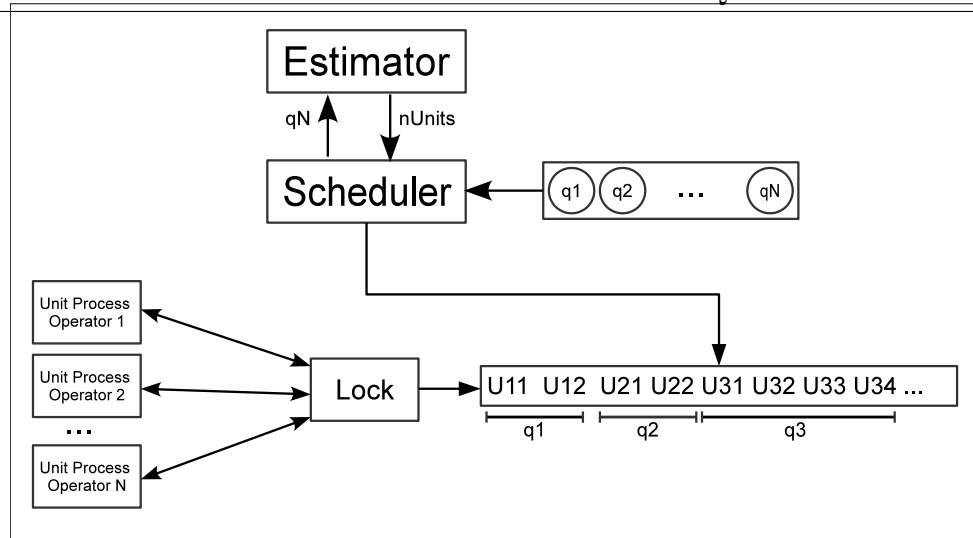 Estimator
qN
nUnits
Scheduler
q1 q2 ... qN
Unit Process
Operator 1
Unit Process
Operator 2
...
Unit Process
Operator N
Lock
U11 U12 U21 U22 U31 U32 U33 U34 ...
q1 q2 q3